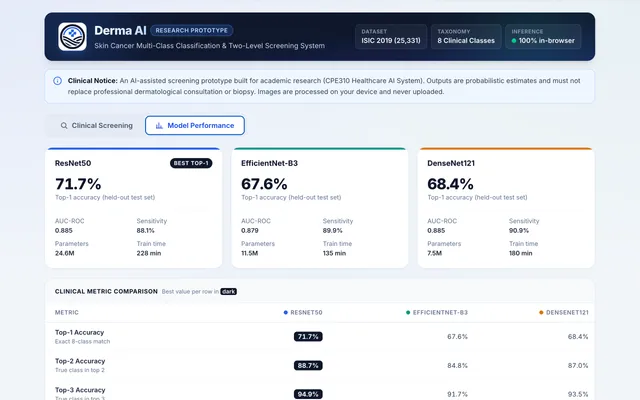 Derma AI RESEARCH PROTOTYPE
Skin Cancer Multi-Class Classification & Two-Level Screening System
DATASET
ISIC 2019 (25,331)
TAXONOMY
8 Clinical Classes
INFERENCE
100% in-browser
Clinical Notice: An AI-assisted screening prototype built for academic research (CPE310 Healthcare AI System). Outputs are probabilistic estimates and must not
replace professional dermatological consultation or biopsy. Images are processed on your device and never uploaded.
Clinical Screening
Model Performance
ResNet50 BEST TOP-1
71.7%
Top-1 accuracy (held-out test set)
AUC-ROC Sensitivity
0.885 88.1%
Parameters Train time
24.6M 228 min
EfficientNet-B3
67.6%
Top-1 accuracy (held-out test set)
AUC-ROC Sensitivity
0.879 89.9%
Parameters Train time
11.5M 135 min
DenseNet121
68.4%
Top-1 accuracy (held-out test set)
AUC-ROC Sensitivity
0.885 90.9%
Parameters Train time
7.5M 180 min
CLINICAL METRIC COMPARISON Best value per row in dark
METRIC RESNET50 EFFICIENTNET-B3 DENSENET121
Top-1 Accuracy
Exact 8-class match
71.7% 67.6% 68.4%
Top-2 Accuracy
True class in top 2
88.7% 84.8% 87.0%
Top-3 Accuracy
True class in top 3
94.9% 91.7% 93.5%